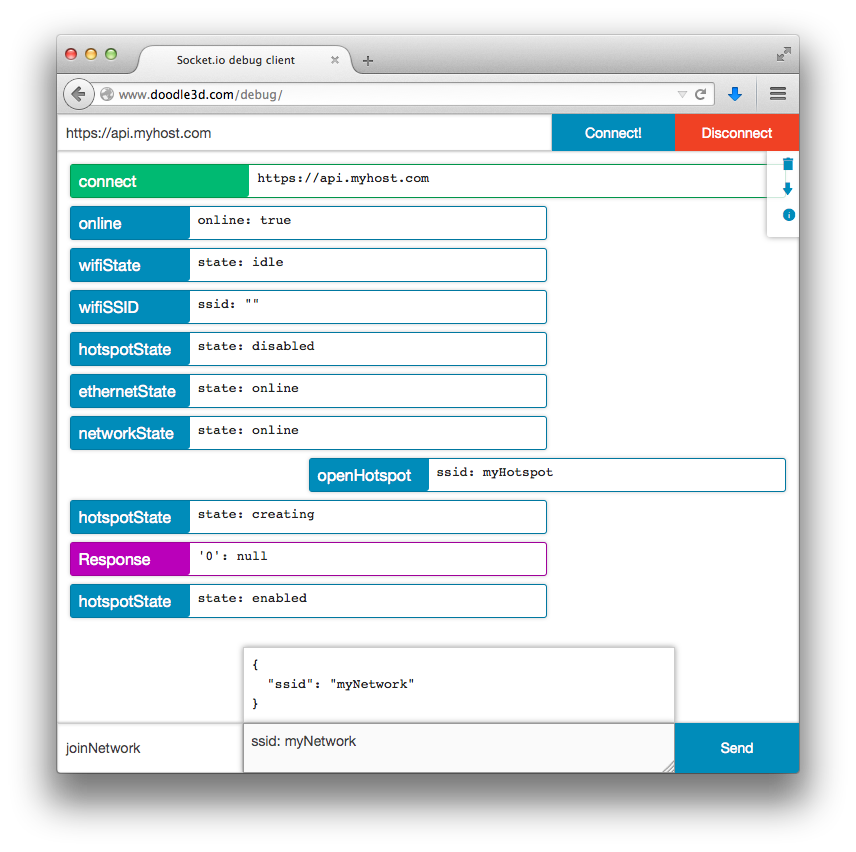 Socket.io debug client
www.doodle3d.com/debug/
https://api.myhost.com
Connect!
Disconnect
connect
https://api.myhost.com
online
online: true
wifiState
state: idle
wifiSSID
ssid: ""
hotspotState
state: disabled
ethernetState
state: online
networkState
state: online
openHotspot
ssid: myHotspot
hotspotState
state: creating
Response
'0': null
hotspotState
state: enabled
{
"ssid": "myNetwork"
}
joinNetwork
ssid: myNetwork
Send